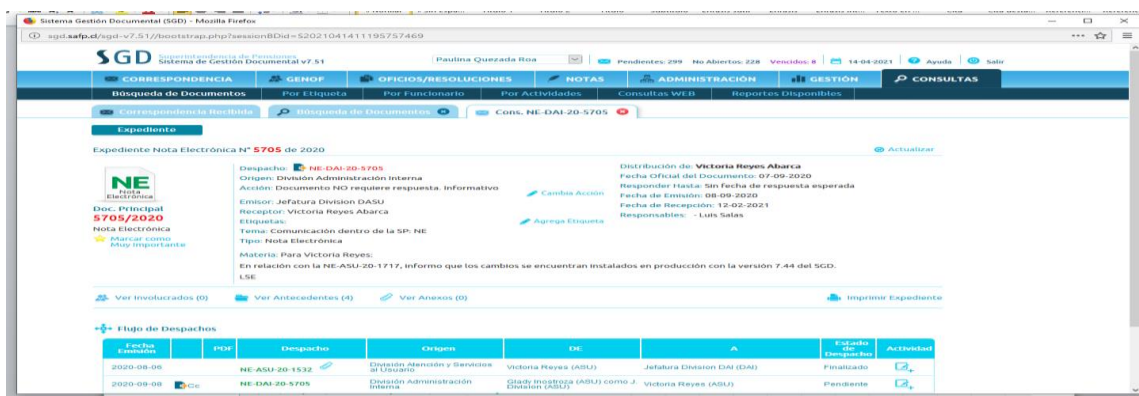 Sistema Gestión Documental (SGD) - Mozilla Firefox
sgd.safp.cl/sgd-v7.51//bootstrap.php?sessionBDid=S2021041411195757469
SGD Superintendencia de Pensiones
Sistema de Gestión Documental v7.51
Paulina Quezada Roa
Pendientes: 299 No Abiertos: 228 Vencidos: 8 14-04-2021 Ayuda Salir
CORRESPONDENCIA GENOF OFICIOS/RESOLUCIONES NOTAS ADMINISTRACIÓN GESTIÓN CONSULTAS
Búsqueda de Documentos Por Etiqueta Por Funcionario Por Actividades Consultas WEB Reportes Disponibles
Correspondencia Recibida Búsqueda de Documentos Cons. NE-DAI-20-5705
Expediente
Expediente Nota Electrónica N° 5705 de 2020
Actualizar
NE
Nota
Electrónica
Doc. Principal
5705/2020
Nota Electrónica
Marcar como
Muy Importante
Despacho: NE-DAI-20-5705
Origen: División Administración Interna
Acción: Documento NO requiere respuesta. Informativo
Cambia Acción
Emisor: Jefatura Division DASU
Receptor: Victoria Reyes Abarca
Etiquetas:
Agrega Etiqueta
Tema: Comunicación dentro de la SP: NE
Tipo: Nota Electrónica
Materia: Para Victoria Reyes:
En relación con la NE-ASU-20-1717, informo que los cambios se encuentran instalados en producción con la versión 7.44 del SGD.
LSE
Distribución de: Victoria Reyes Abarca
Fecha Oficial del Documento: 07-09-2020
Responder Hasta: Sin fecha de respuesta esperada
Fecha de Emisión: 08-09-2020
Fecha de Recepción: 12-02-2021
Responsables: - Luis Salas
Ver Involucrados (0) Ver Antecedentes (4) Ver Anexos (0) Imprimir Expediente
Flujo de Despachos
Fecha Emisión PDF Despacho Origen DE A Estado de Despacho Actividad
2020-08-06 NE-ASU-20-1532 División Atención y Servicios al Usuario Victoria Reyes (ASU) Jefatura Division DAI (DAI) Finalizado
2020-09-08 Cc NE-DAI-20-5705 División Administración Interna Glady Inostroza (ASU) como J. Division (ASU) Victoria Reyes (ASU) Pendiente